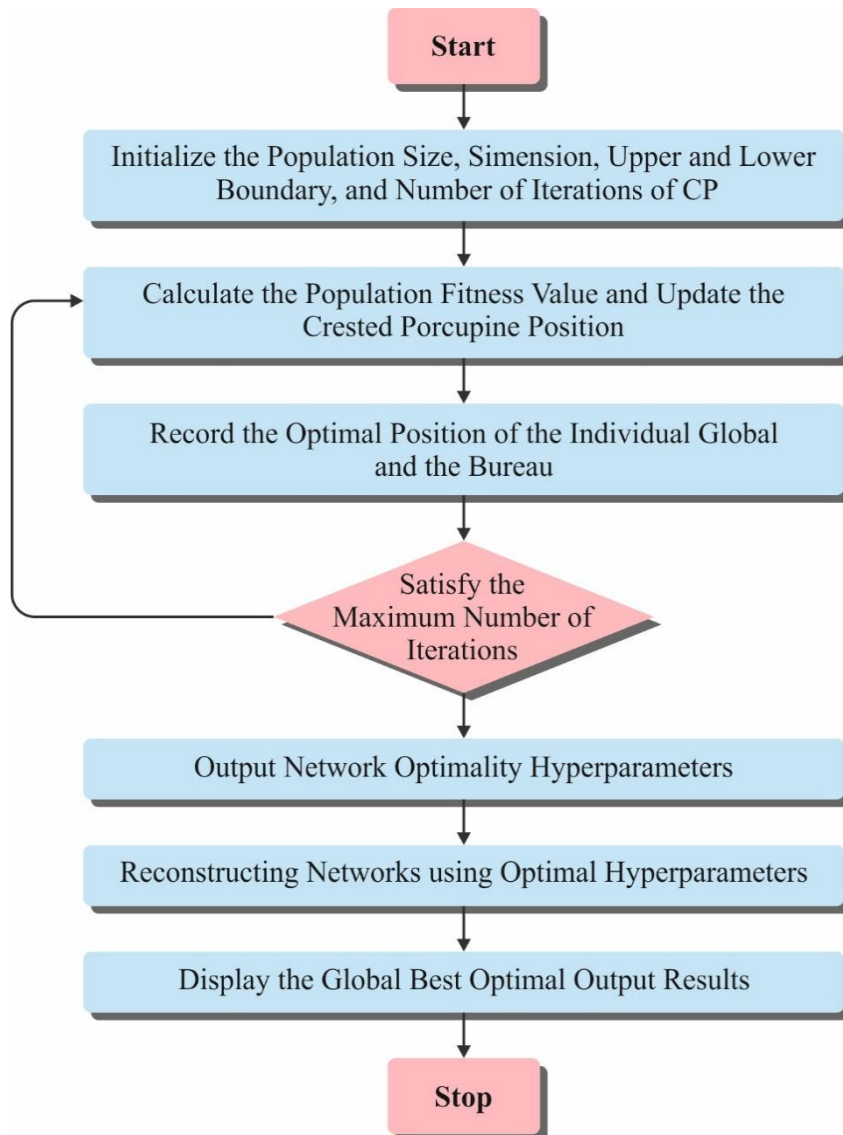 Start
Initialize the Population Size, Simension, Upper and Lower
Boundary, and Number of Iterations of CP
Calculate the Population Fitness Value and Update the
Crested Porcupine Position
Record the Optimal Position of the Individual Global
and the Bureau
Satisfy the
Maximum Number of
Iterations
Output Network Optimality Hyperparameters
Reconstructing Networks using Optimal Hyperparameters
Display the Global Best Optimal Output Results
Stop